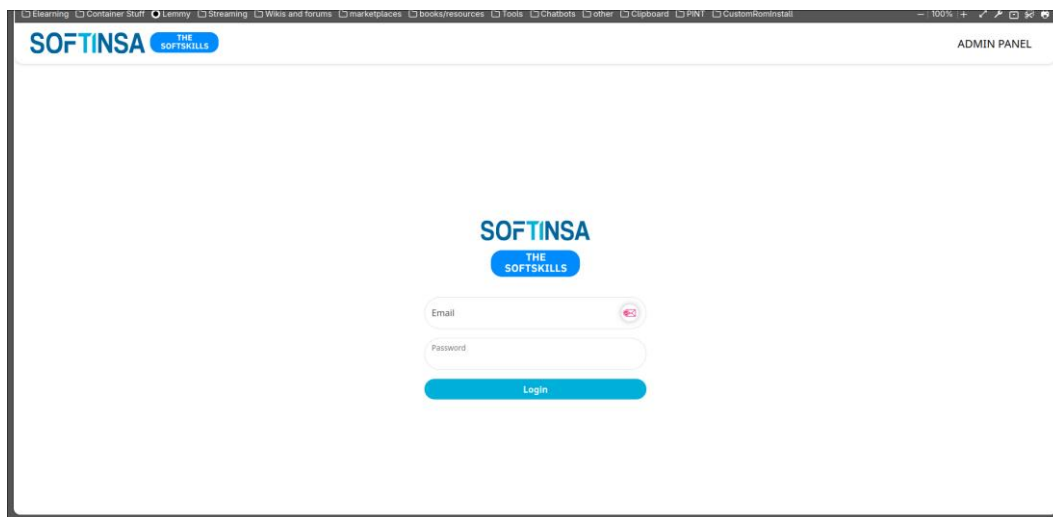 Elearning Container Stuff Lemmy Streaming Wikis and forums marketplaces books/resources Tools Chatbots other Clipboard PINT CustomRomInstall — 100% +
SOFTINSA THE SOFTSKILLS ADMIN PANEL
SOFTINSA
THE
SOFTSKILLS
Email
Password
Login